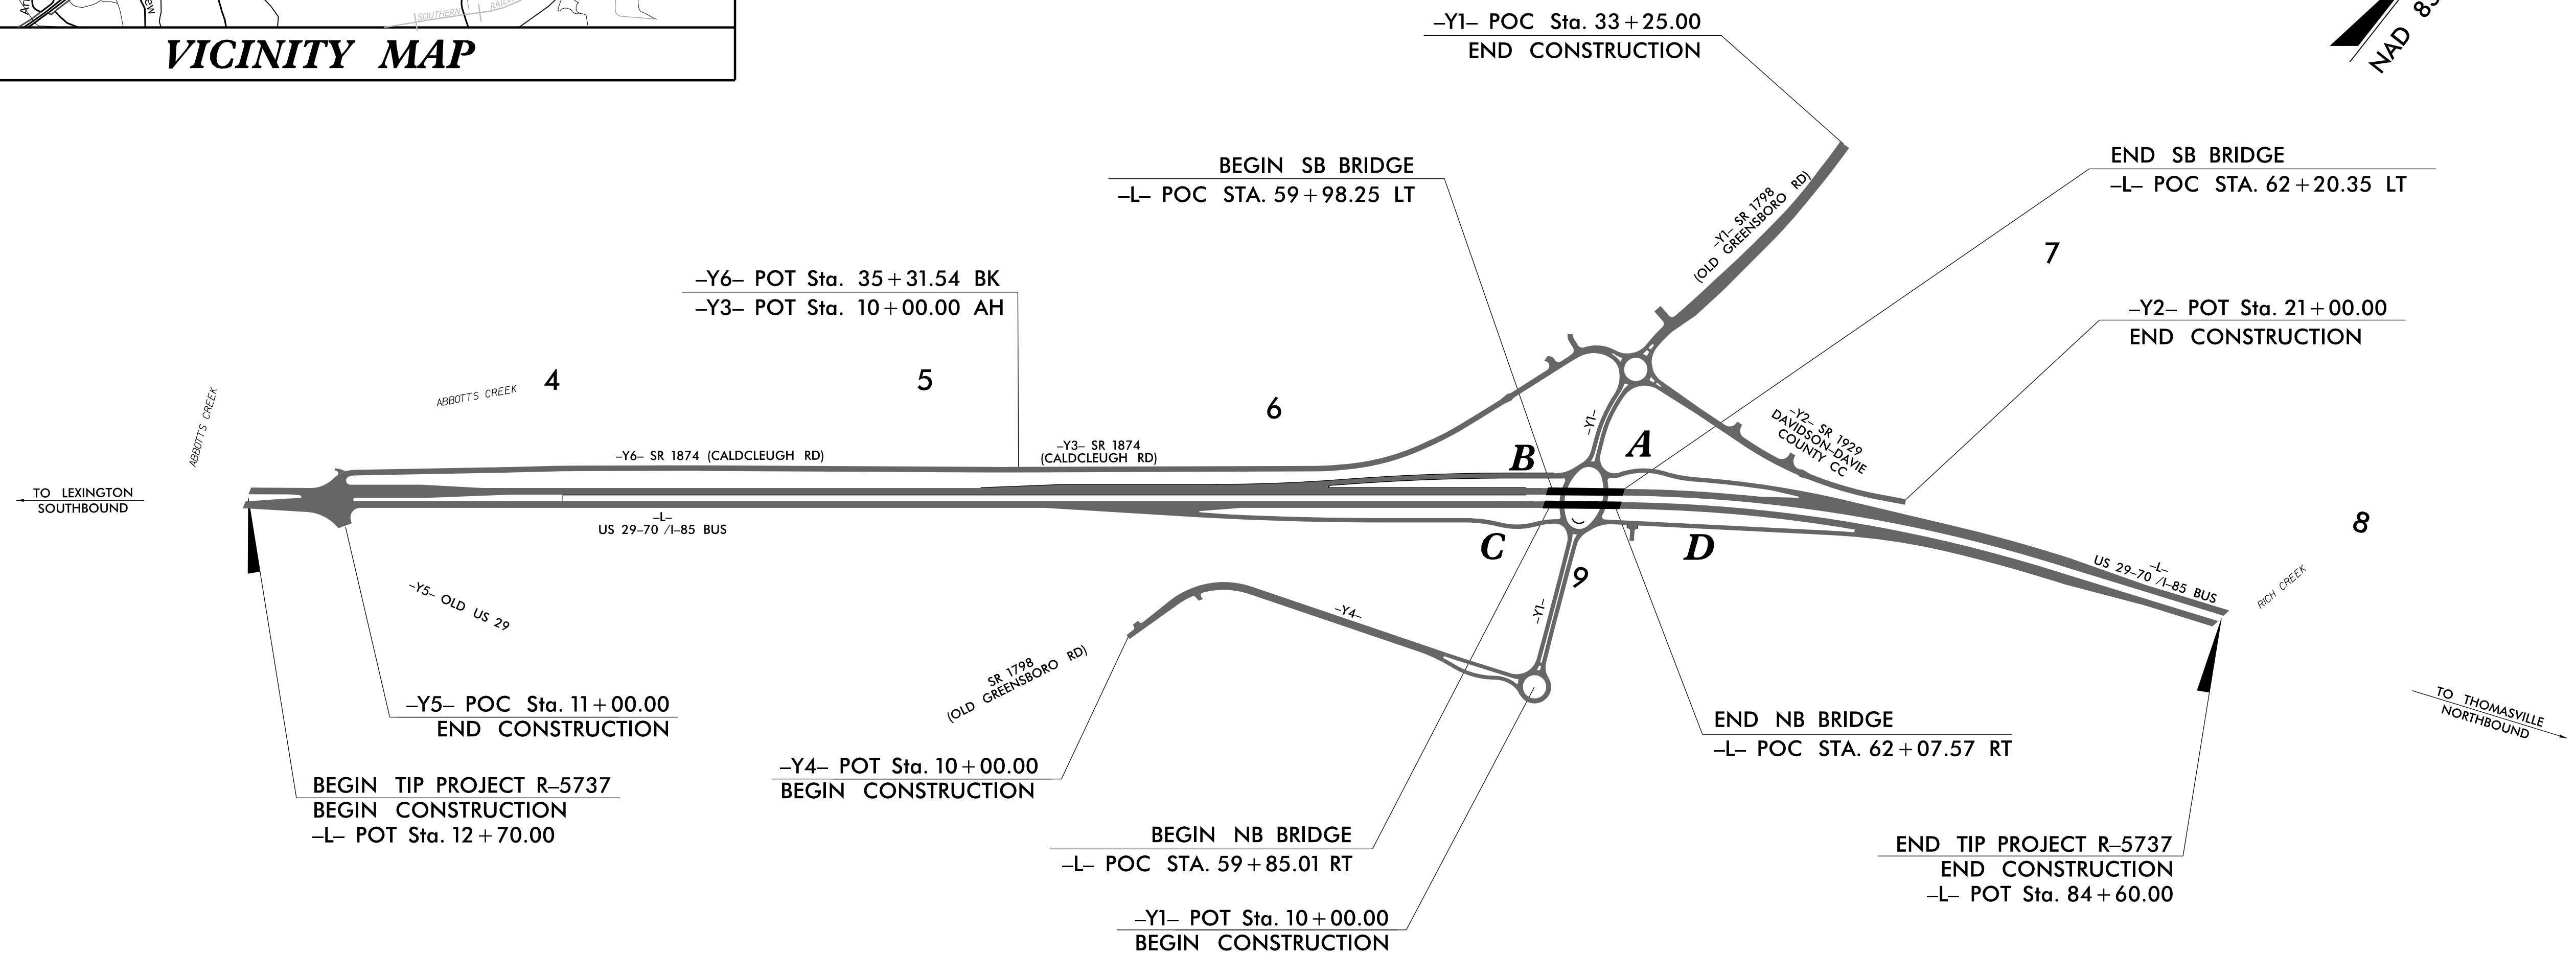 SOUTHERN
VICINITY MAP
–Y1– POC Sta. 33+25.00
END CONSTRUCTION
NAD 83
BEGIN SB BRIDGE
–L– POC STA. 59+98.25 LT
END SB BRIDGE
–L– POC STA. 62+20.35 LT
–Y1– SR 1798
(OLD GREENSBORO RD)
7
–Y6– POT Sta. 35+31.54 BK
–Y3– POT Sta. 10+00.00 AH
–Y2– POT Sta. 21+00.00
END CONSTRUCTION
ABBOTTS CREEK
ABBOTTS CREEK
4
5
6
–Y1–
–Y2– SR 1929
DAVIDSON–DAVIE
COUNTY CC
–Y6– SR 1874 (CALDCLEUGH RD)
–Y3– SR 1874
(CALDCLEUGH RD)
B
A
TO LEXINGTON
SOUTHBOUND
–L–
US 29–70 /I–85 BUS
C
D
8
–L–
US 29–70 /I–85 BUS
RICH CREEK
9
–Y5– OLD US 29
–Y4–
–Y1–
SR 1798
(OLD GREENSBORO RD)
TO THOMASVILLE
NORTHBOUND
–Y5– POC Sta. 11+00.00
END CONSTRUCTION
END NB BRIDGE
–L– POC STA. 62+07.57 RT
–Y4– POT Sta. 10+00.00
BEGIN CONSTRUCTION
BEGIN TIP PROJECT R–5737
BEGIN CONSTRUCTION
–L– POT Sta. 12+70.00
BEGIN NB BRIDGE
–L– POC STA. 59+85.01 RT
END TIP PROJECT R–5737
END CONSTRUCTION
–L– POT Sta. 84+60.00
–Y1– POT Sta. 10+00.00
BEGIN CONSTRUCTION